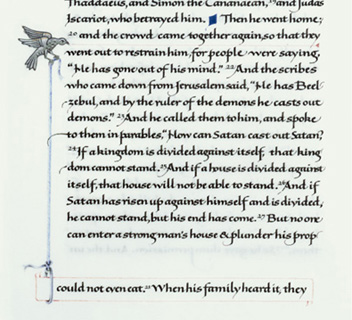 Thaddaeus, and Simon the Cananaean, ¹⁹and Judas
Iscariot, who betrayed him. Then he went home;
²⁰and the crowd came together again, so that they
went out to restrain him, for people were saying,
“He has gone out of his mind.” ²²And the scribes
who came down from Jerusalem said, “He has Beel-
zebul, and by the ruler of the demons he casts out
demons.” ²³And he called them to him, and spoke
to them in parables, “How can Satan cast out Satan?
²⁴If a kingdom is divided against itself, that king
dom cannot stand. ²⁵And if a house is divided against
itself, that house will not be able to stand. ²⁶And if
Satan has risen up against himself and is divided,
he cannot stand, but his end has come. ²⁷But no one
can enter a strong man's house & plunder his prop
could not even eat. ²¹When his family heard it, they